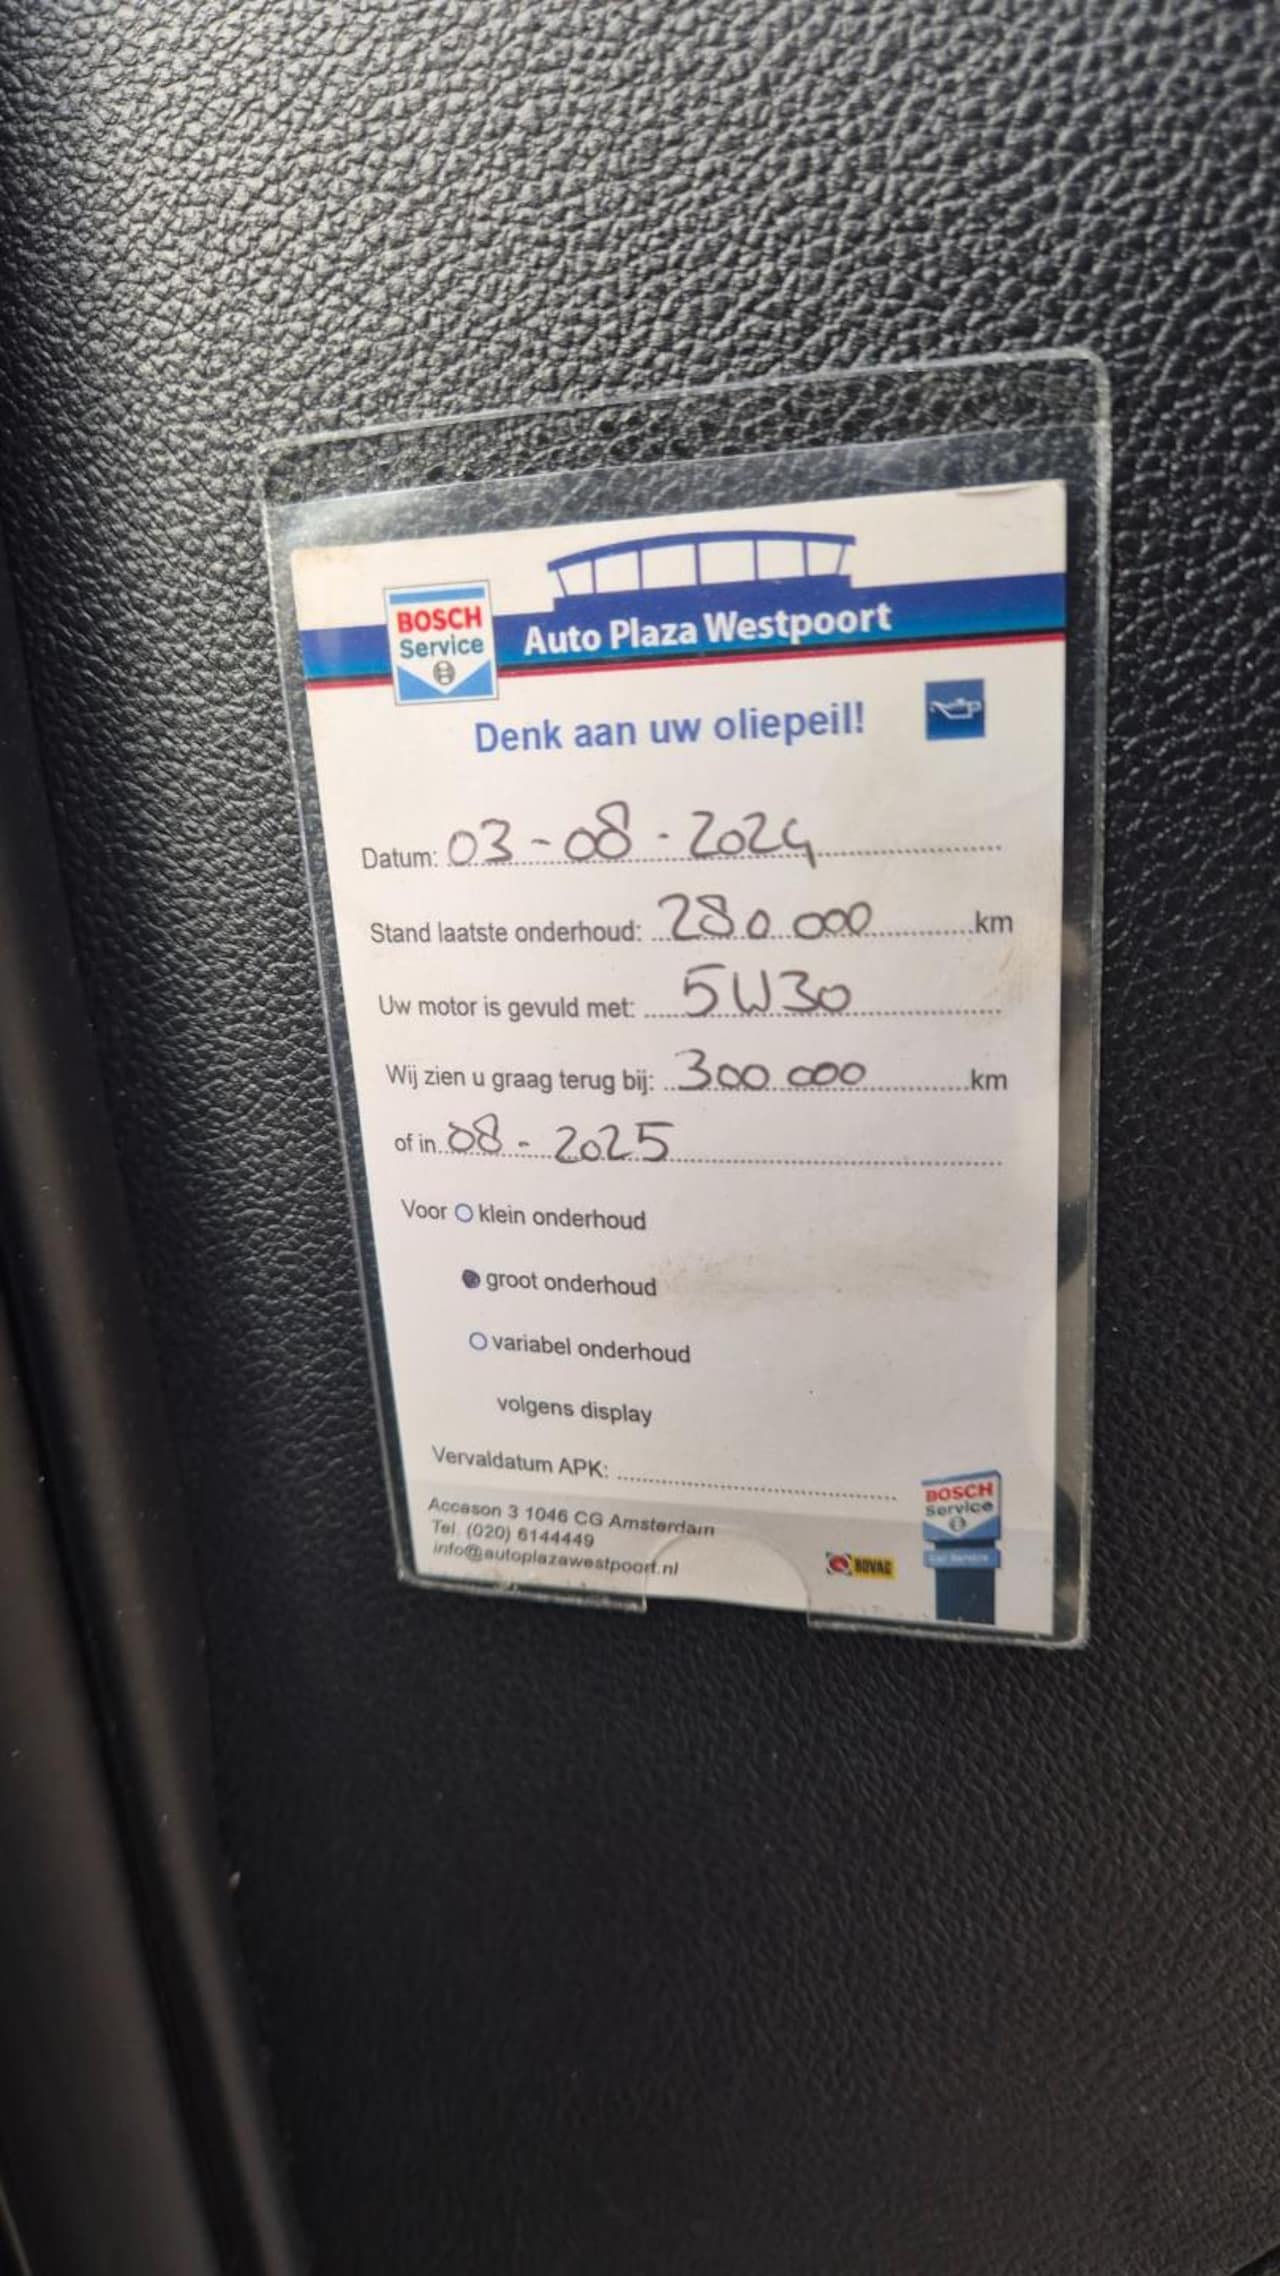 BOSCH
Service
Auto Plaza Westpoort
Denk aan uw oliepeil!
Datum: 03-08-2024
Stand laatste onderhoud: 280 000 km
Uw motor is gevuld met: 5W30
Wij zien u graag terug bij: 300 000 km
of in 08-2025
Voor klein onderhoud
groot onderhoud
variabel onderhoud
volgens display
Vervaldatum APK:
Accason 3 1046 CG Amsterdam
Tel. (020) 6144449
info@autoplazawestpoort.nl
BOVAG
BOSCH
Service
Car Service